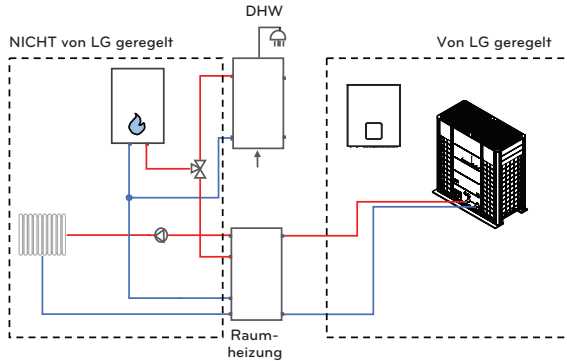 DHW
NICHT von LG geregelt
Von LG geregelt
Raum-
heizung